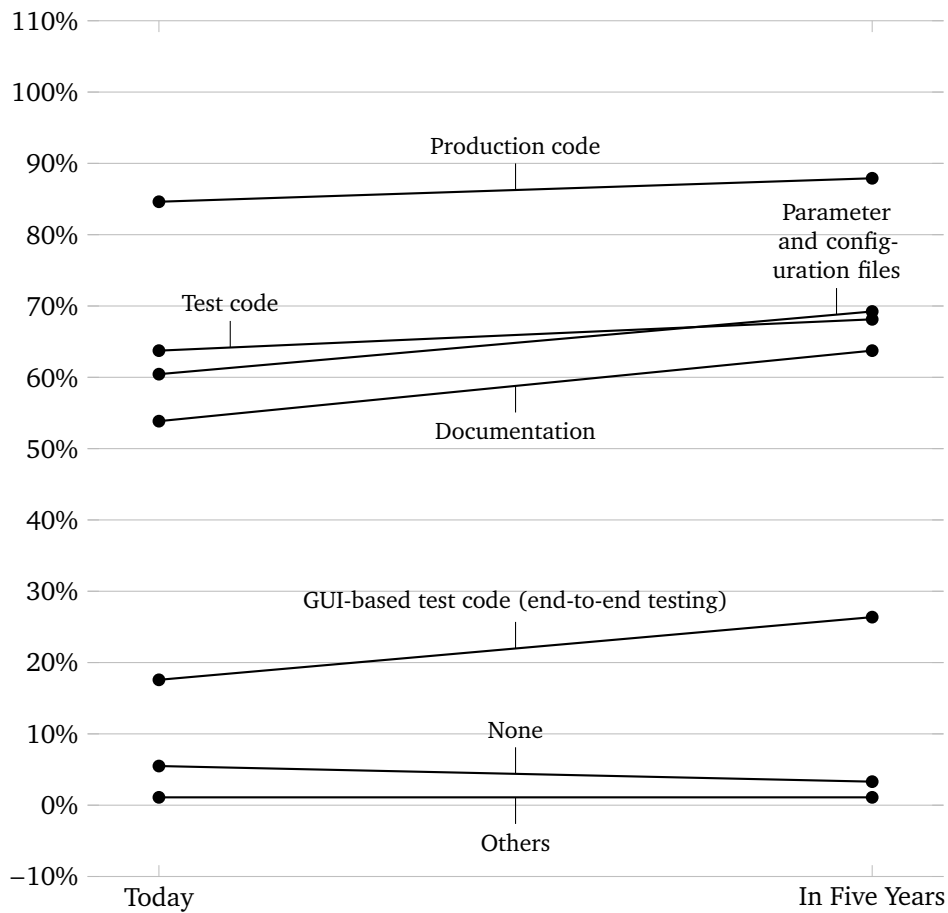 110%
100%
Production code
90%
Parameter
and config-
uration files
80%
Test code
70%
60%
Documentation
50%
40%
GUI-based test code (end-to-end testing)
30%
20%
None
10%
0%
Others
−10%
Today
In Five Years